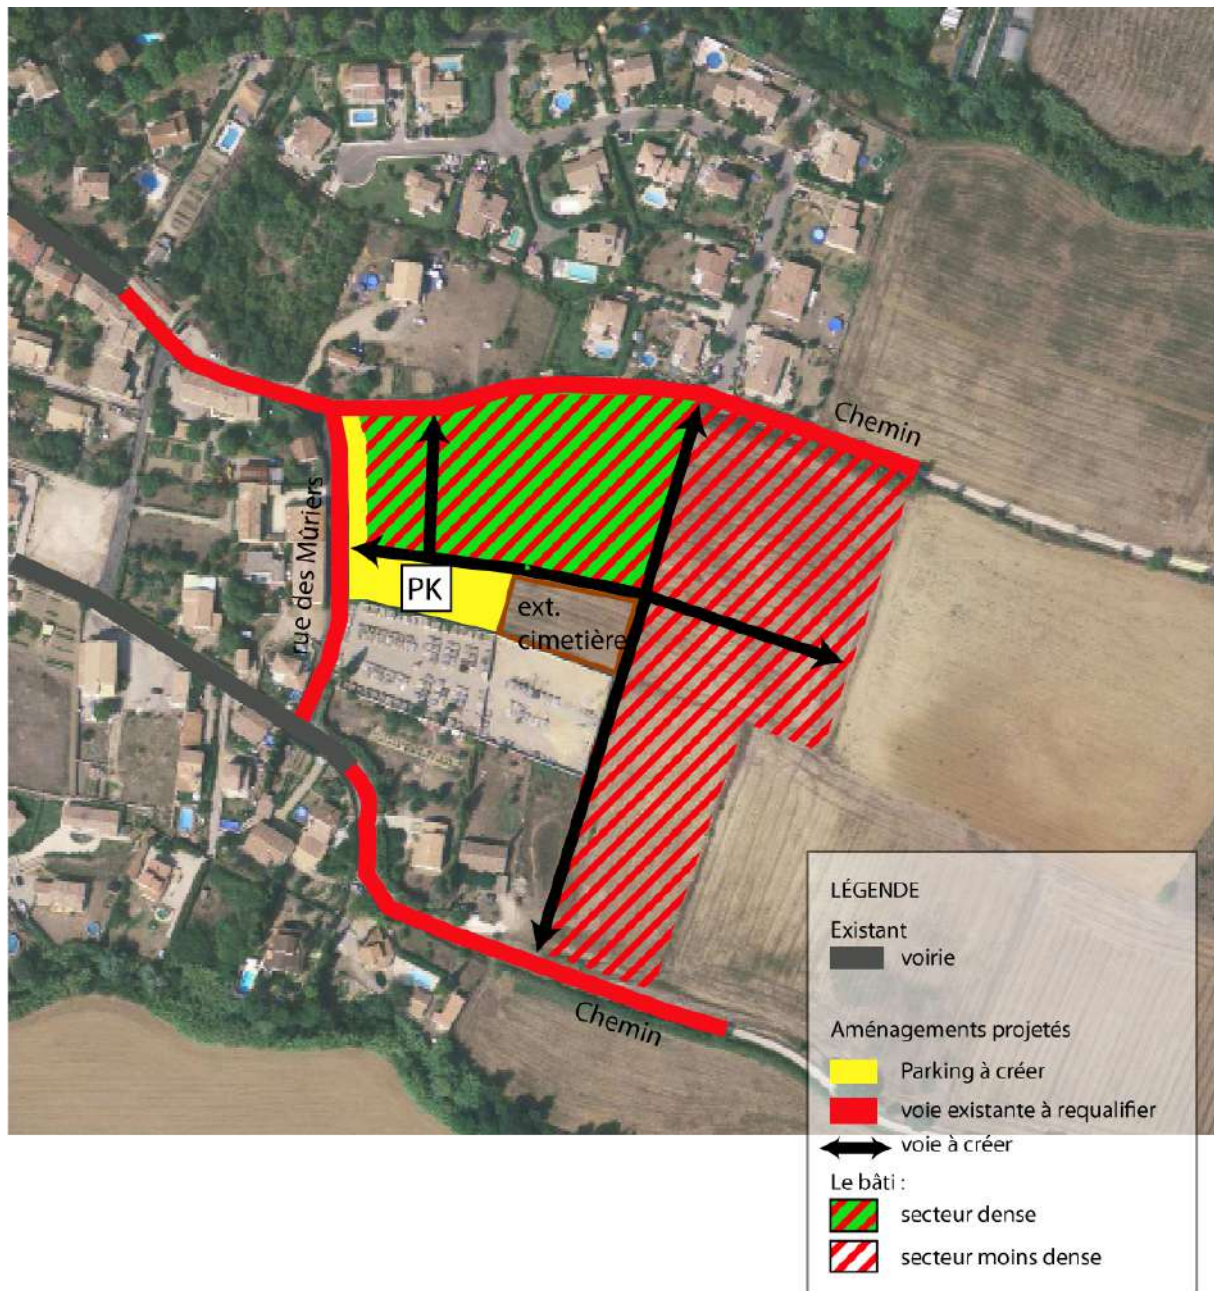 Chemin
rue des Mûriers
PK
ext.
cimetière
Chemin
LÉGENDE
Existant
voirie
Aménagements projetés
Parking à créer
voie existante à requalifier
voie à créer
Le bâti :
secteur dense
secteur moins dense